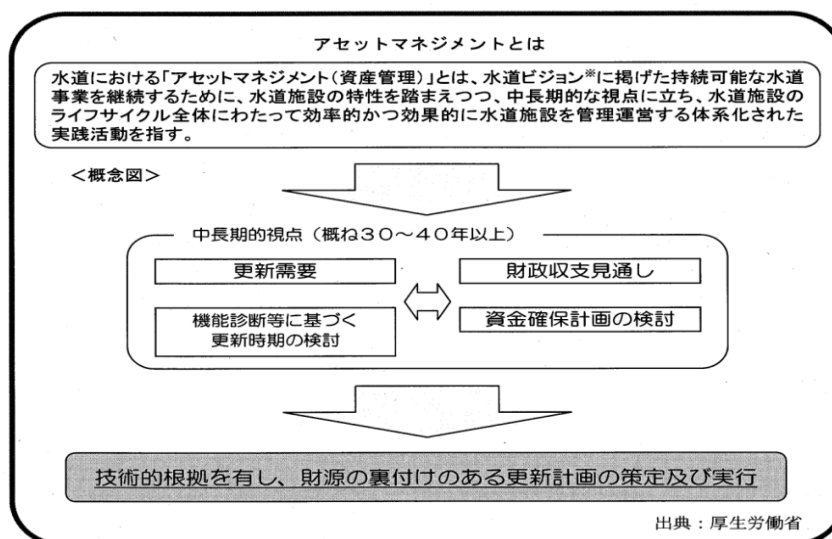 アセットマネジメントとは
水道における｢アセットマネジメント(資産管理)｣とは、水道ビジョン※に掲げた持続可能な水道
事業を継続するために、水道施設の特性を踏まえつつ、中長期的な視点に立ち、水道施設の
ライフサイクル全体にわたって効率的かつ効果的に水道施設を管理運営する体系化された
実践活動を指す。
＜概念図＞
中長期的視点（概ね３０～４０年以上）
更新需要
財政収支見通し
機能診断等に基づく
更新時期の検討
資金確保計画の検討
技術的根拠を有し、財源の裏付けのある更新計画の策定及び実行
出典：厚生労働省